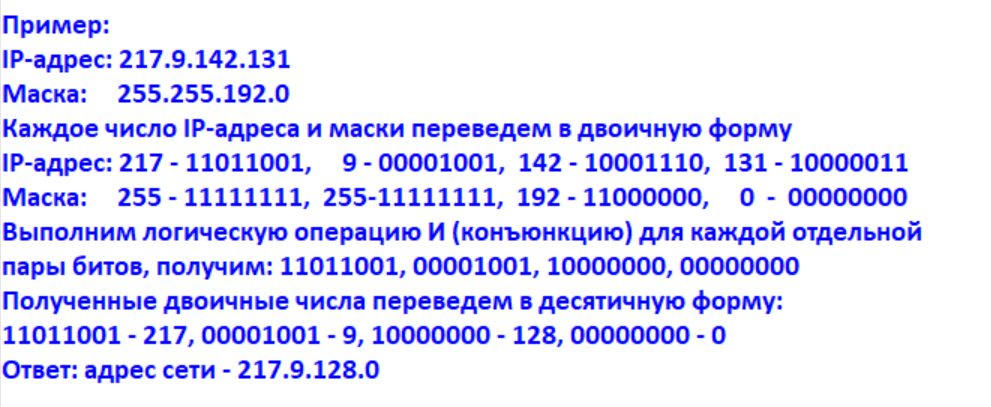 Пример:
IP-адрес: 217.9.142.131
Маска: 255.255.192.0
Каждое число IP-адреса и маски переведем в двоичную форму
IP-адрес: 217 - 11011001, 9 - 00001001, 142 - 10001110, 131 - 10000011
Маска: 255 - 11111111, 255-11111111, 192 - 11000000, 0 - 00000000
Выполним логическую операцию И (конъюнкцию) для каждой отдельной
пары битов, получим: 11011001, 00001001, 10000000, 00000000
Полученные двоичные числа переведем в десятичную форму:
11011001 - 217, 00001001 - 9, 10000000 - 128, 00000000 - 0
Ответ: адрес сети - 217.9.128.0